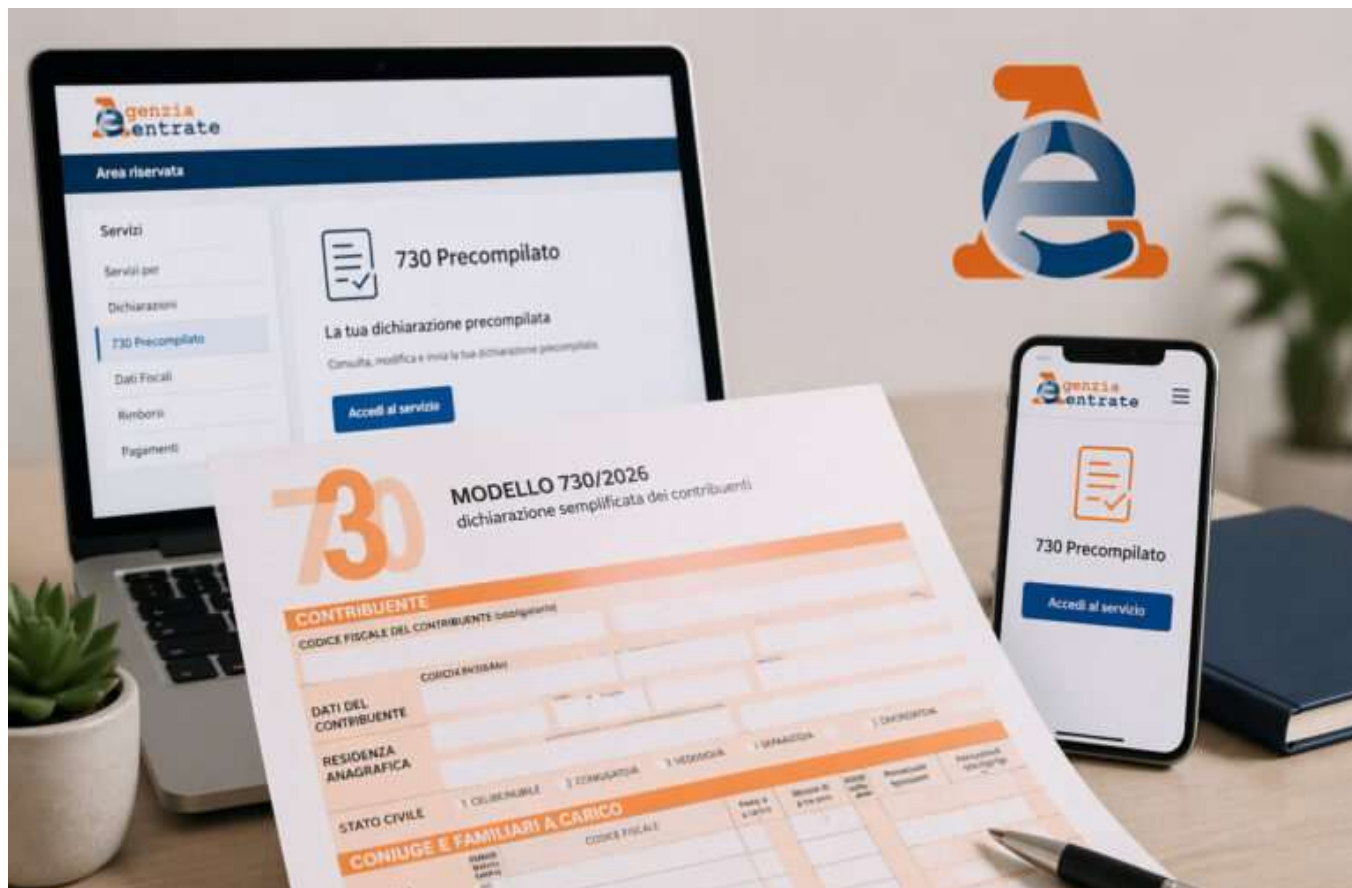 genzia
entrate
Area riservata
Servizi
Servizi per
Dichiarazioni
730 Precompilato
Dati Fiscali
Rimborsi
Pagamenti
730 Precompilato
La tua dichiarazione precompilata
Consulta, modifica e invia la tua dichiarazione precompilata
Accedi al servizio
e
genzia
entrate
730 Precompilato
Accedi al servizio
730
MODELLO 730/2026
dichiarazione semplificata dei contribuenti
CONTRIBUENTE
CODICE FISCALE DEL CONTRIBUENTE
DATI DEL
CONTRIBUENTE
RESIDENZA
ANAGRAFICA
STATO CIVILE
CONIUGE E FAMILIARI A CARICO
CODICE FISCALE